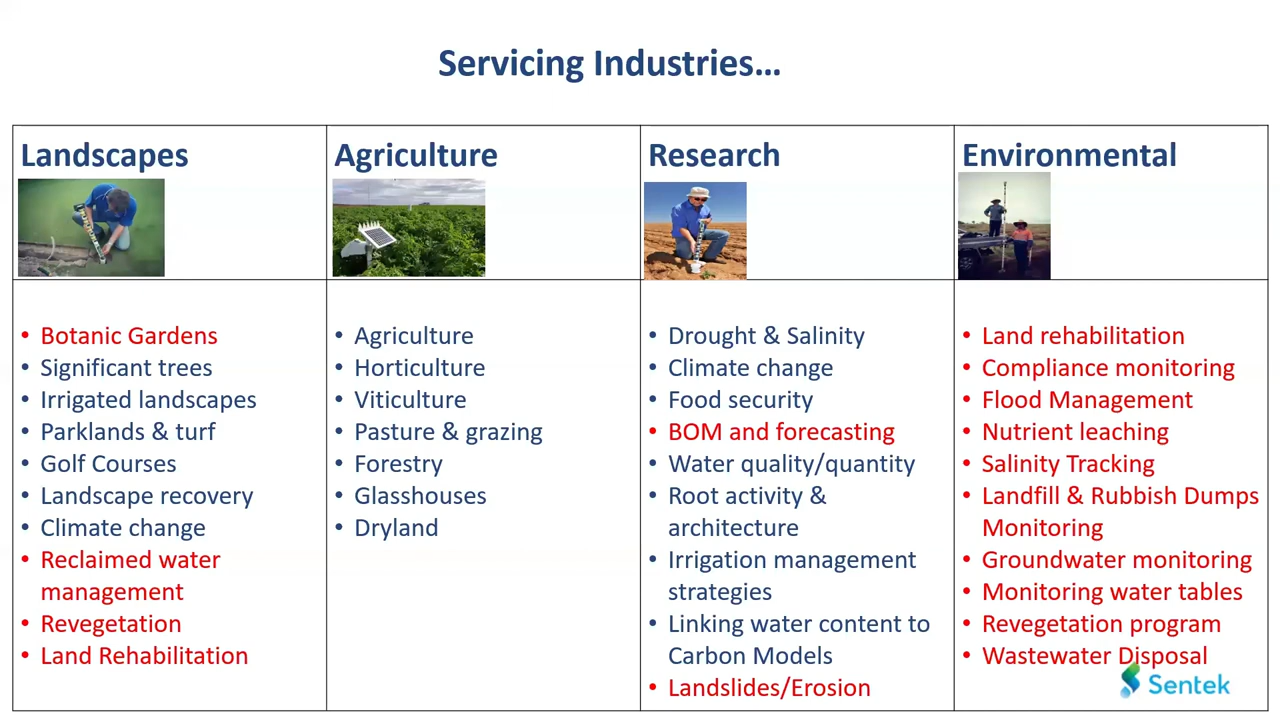 Servicing Industries…
Landscapes
Agriculture
Research
Environmental
• Botanic Gardens
• Significant trees
• Irrigated landscapes
• Parklands & turf
• Golf Courses
• Landscape recovery
• Climate change
• Reclaimed water
management
• Revegetation
• Land Rehabilitation
• Agriculture
• Horticulture
• Viticulture
• Pasture & grazing
• Forestry
• Glasshouses
• Dryland
• Drought & Salinity
• Climate change
• Food security
• BOM and forecasting
• Water quality/quantity
• Root activity &
architecture
• Irrigation management
strategies
• Linking water content to
Carbon Models
• Landslides/Erosion
• Land rehabilitation
• Compliance monitoring
• Flood Management
• Nutrient leaching
• Salinity Tracking
• Landfill & Rubbish Dumps
Monitoring
• Groundwater monitoring
• Monitoring water tables
• Revegetation program
• Wastewater Disposal
Sentek